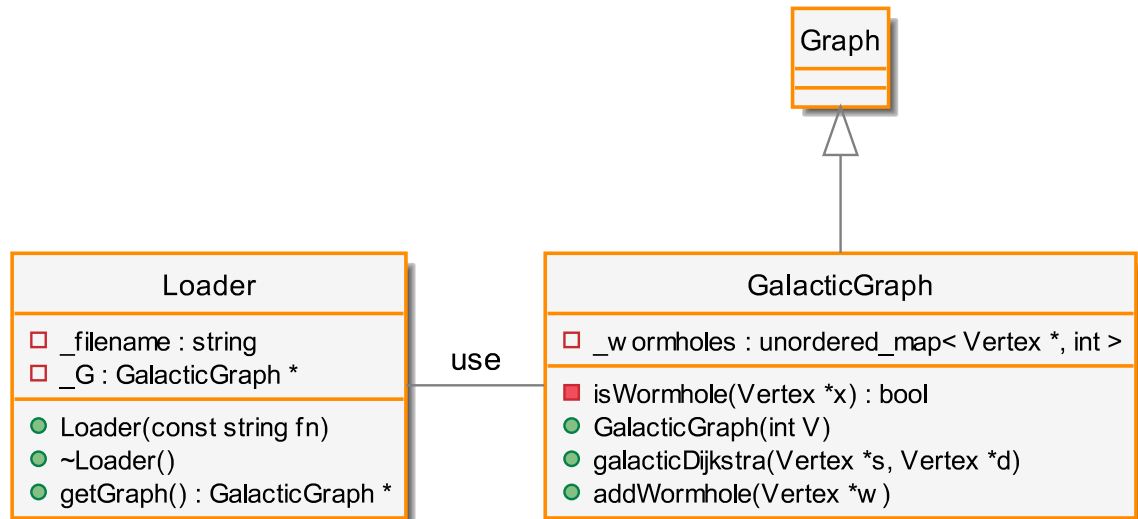 Graph
Loader
_filename : string
_G : GalacticGraph *
Loader(const string fn)
~Loader()
getGraph() : GalacticGraph *
use
GalacticGraph
_wormholes : unordered_map< Vertex *, int >
isWormhole(Vertex *x) : bool
GalacticGraph(int V)
galacticDijkstra(Vertex *s, Vertex *d)
addWormhole(Vertex *w )